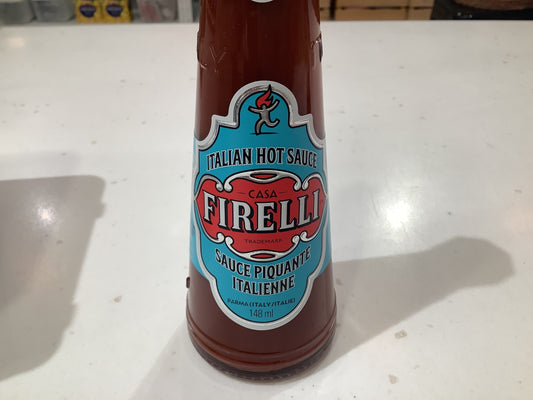 ITALIAN HOT SAUCE
CASA
FIRELLI
TRADEMARK
SAUCE PIQUANTE
ITALIENNE
PARMA (ITALY/ITALIE)
148 ml